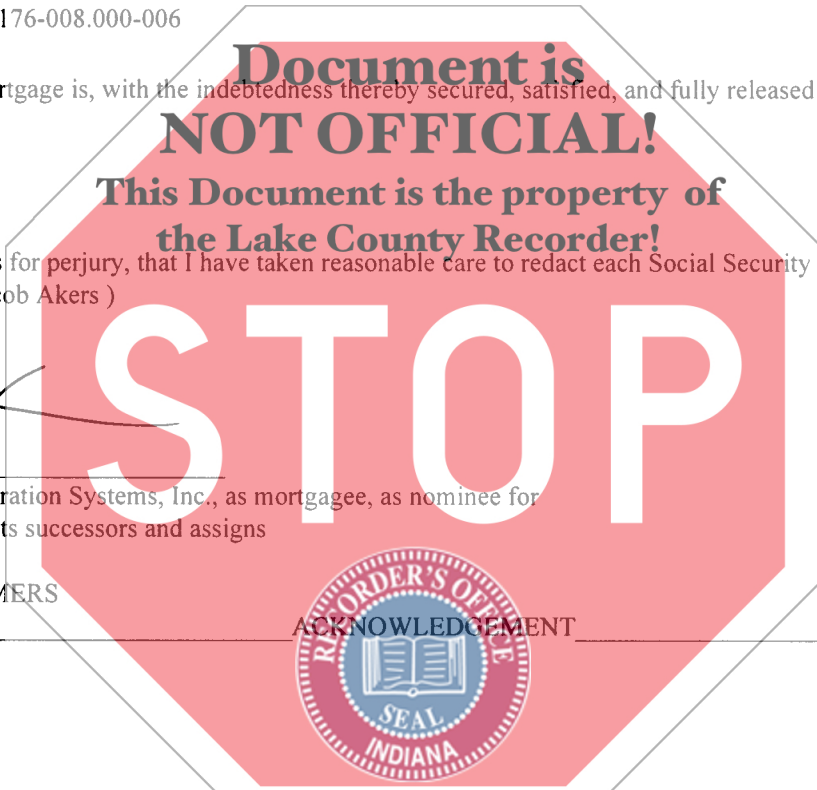 176-008.000-006
Document is
rtgage is, with the indebtedness thereby secured, satisfied, and fully released
NOT OFFICIAL!
This Document is the property of
the Lake County Recorder!
s for perjury, that I have taken reasonable care to redact each Social Security
ob Akers )
STOP
ration Systems, Inc., as mortgagee, as nominee for
ts successors and assigns
MERS
RECORDER'S OFFICE
ACKNOWLEDGEMENT
SEAL
INDIANA